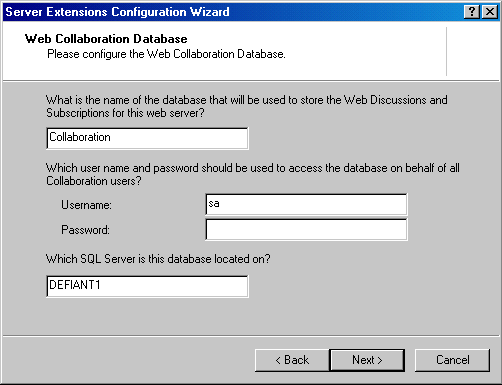 Server Extensions Configuration Wizard
Web Collaboration Database
Please configure the Web Collaboration Database.
What is the name of the database that will be used to store the Web Discussions and
Subscriptions for this web server?
Collaboration
Which user name and password should be used to access the database on behalf of all
Collaboration users?
Username: sa
Password:
Which SQL Server is this database located on?
DEFIANT1
< Back Next > Cancel